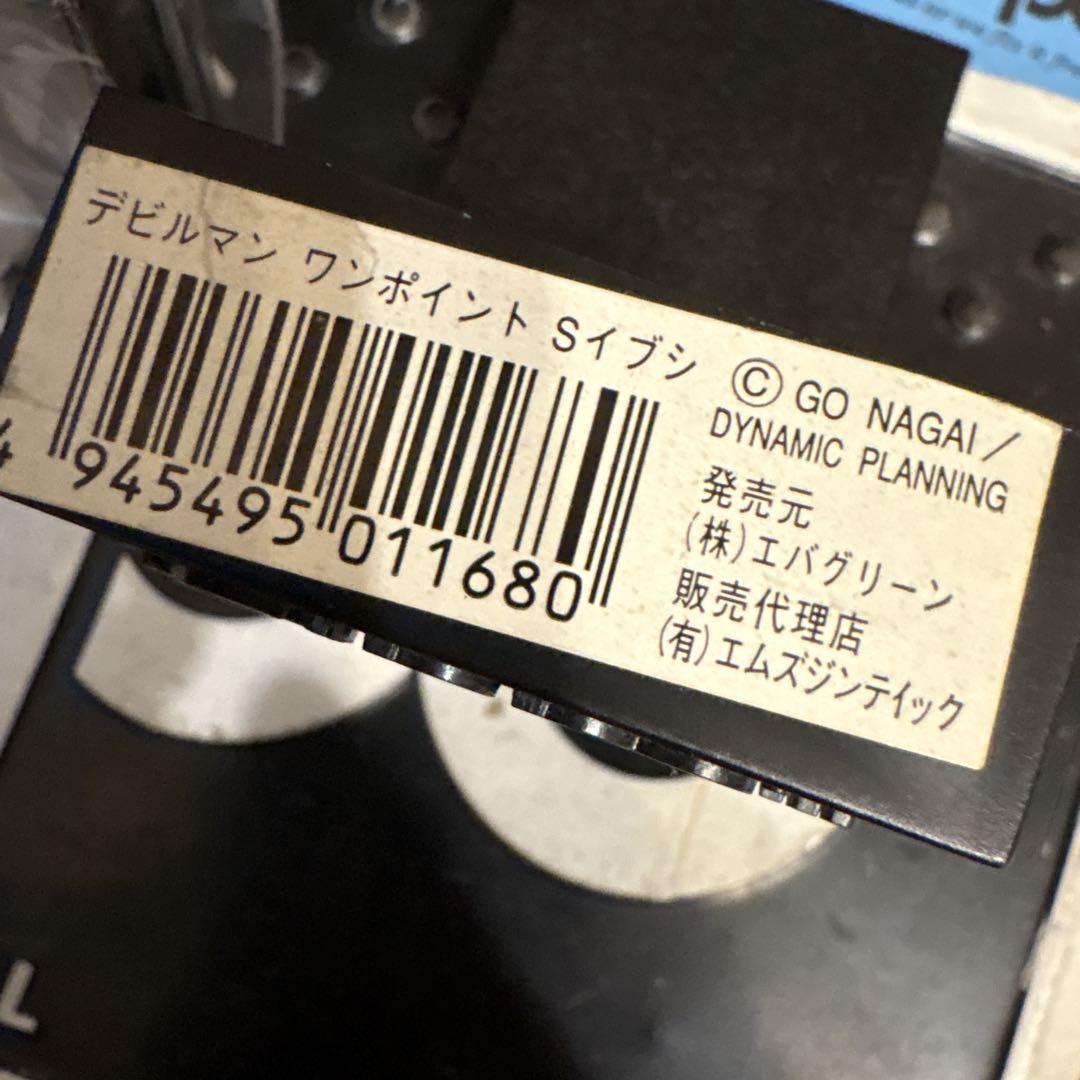 デビルマン ワンポイント Sイブシ
4 945495 011680
© GO NAGAI/
DYNAMIC PLANNING
発売元
(株)エバグリーン
販売代理店
(有)エムズジンテイック
L